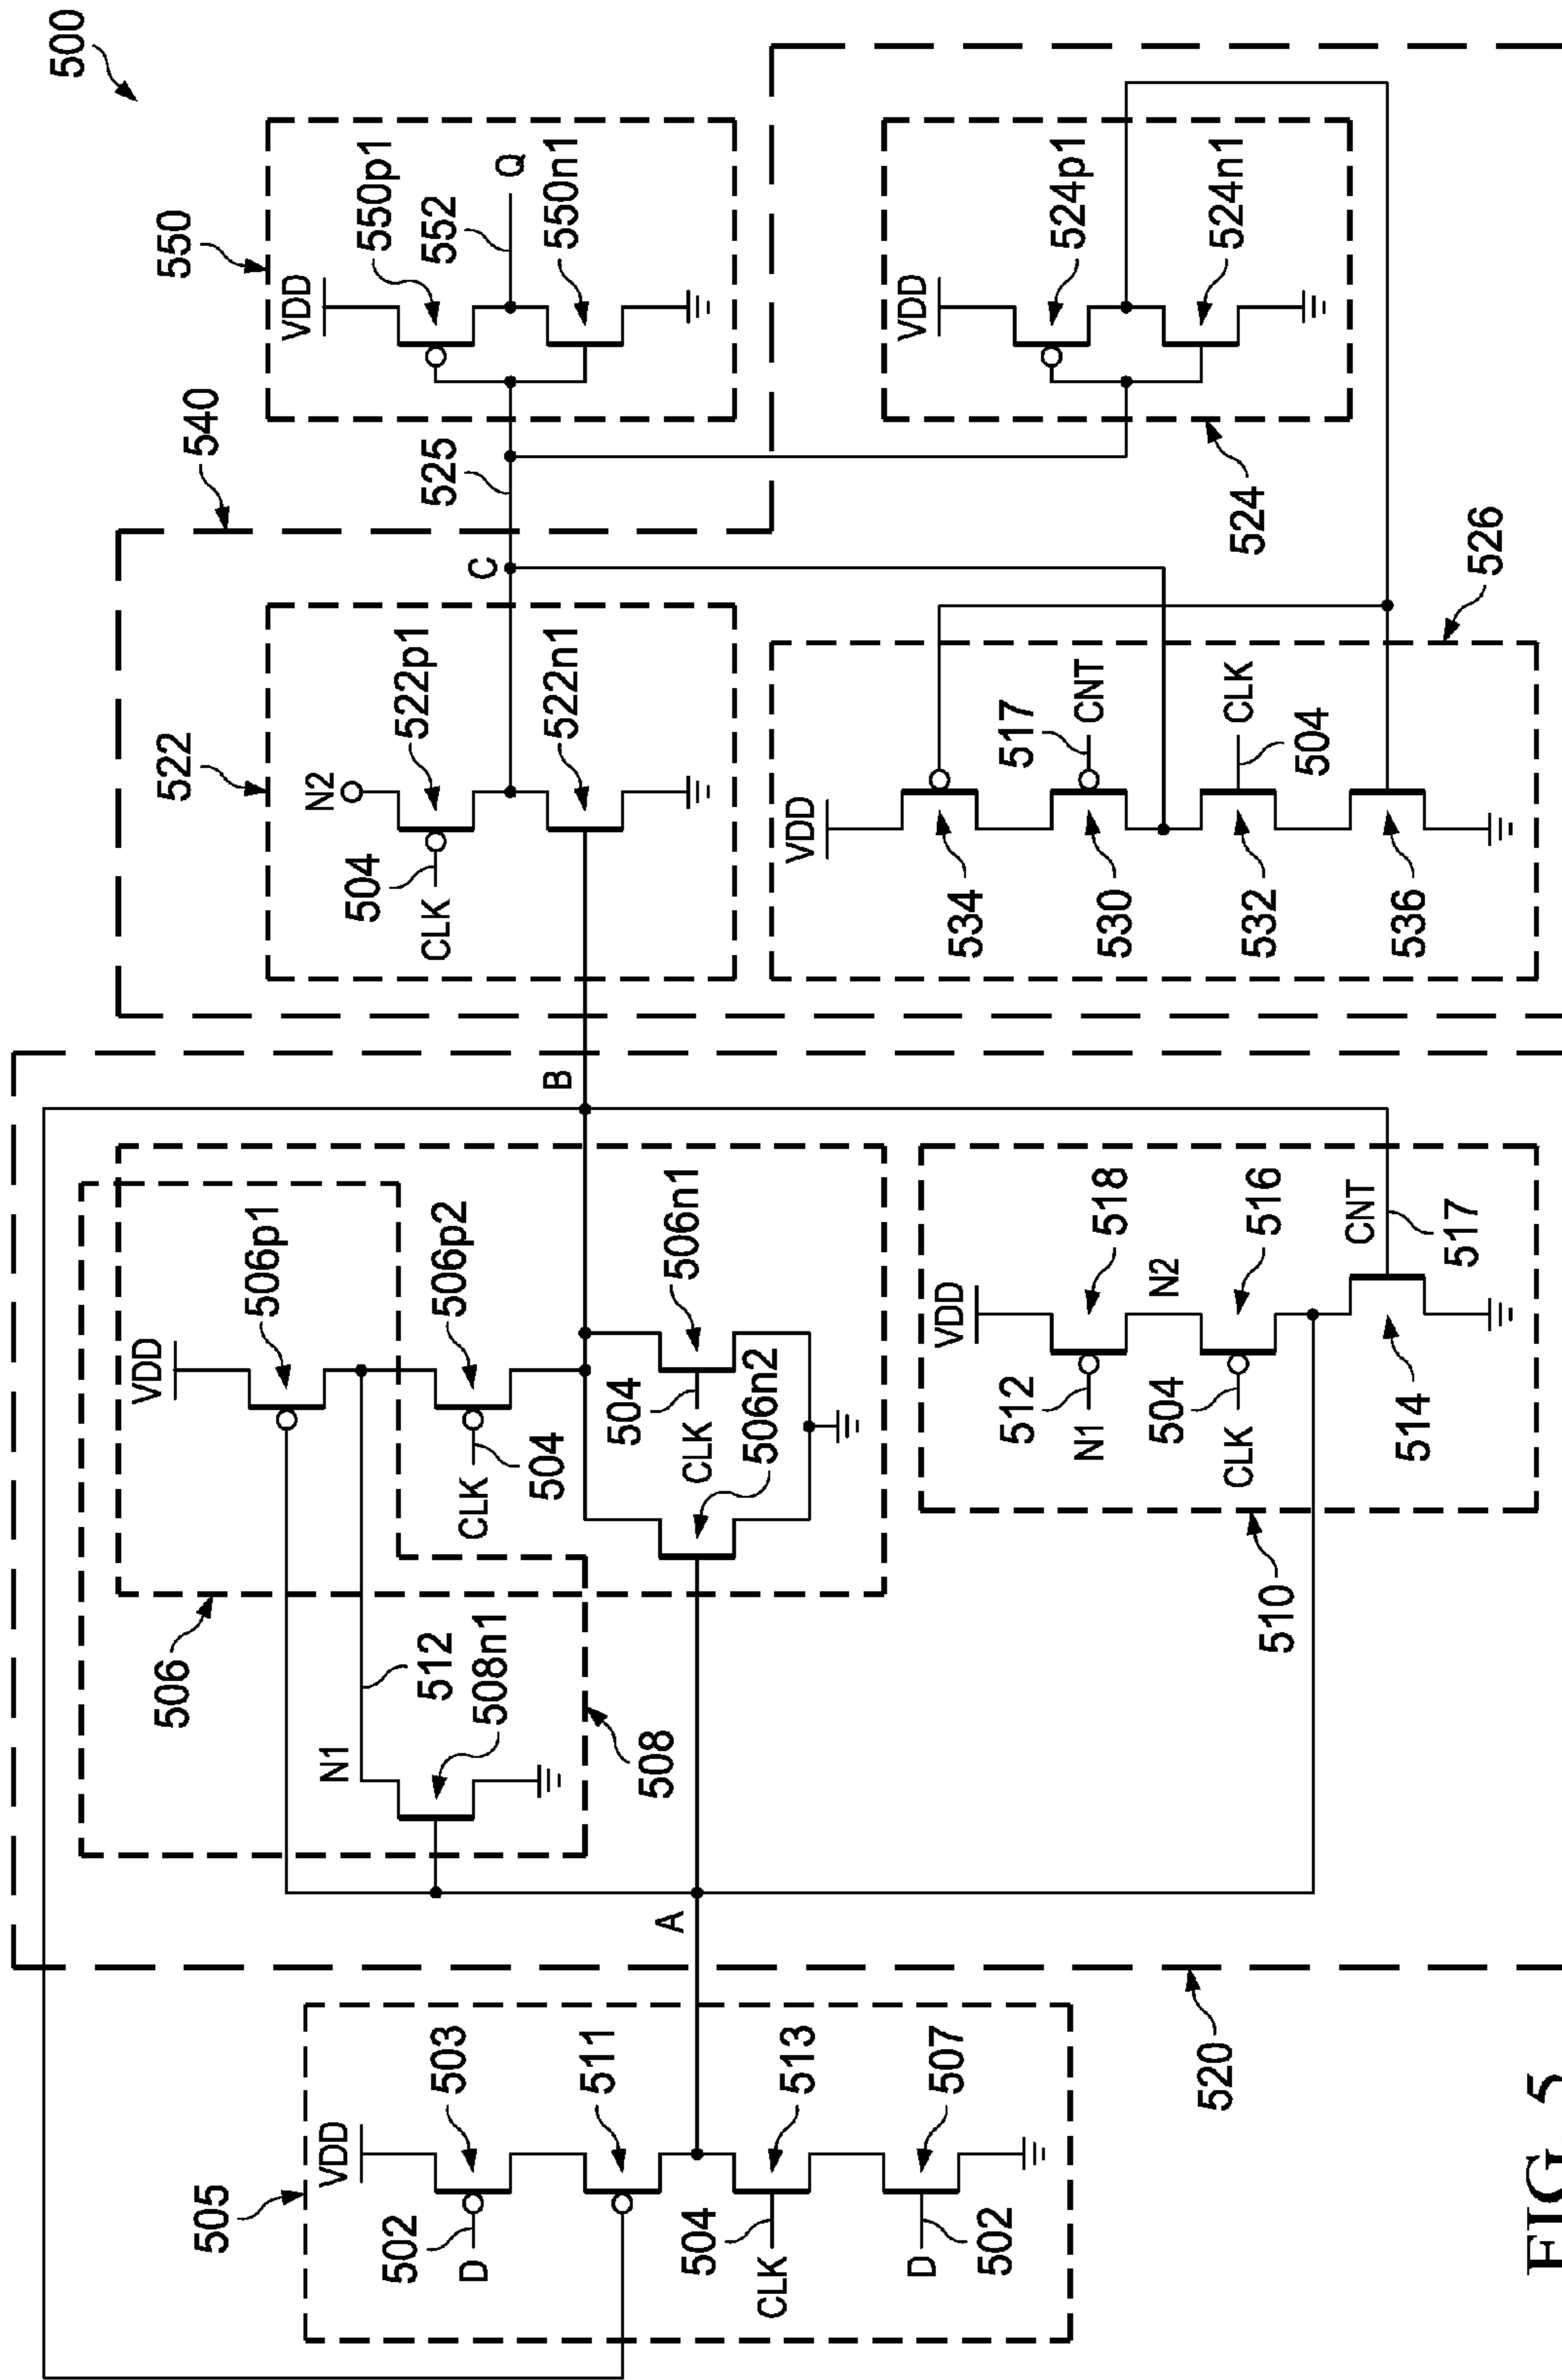 500
550
VDD
550p1
552
Q
550n1
540
525
C
522
N2
522p1
504
CLK
522n1
VDD
524p1
524n1
524
526
VDD
534
530
517
CNT
532
CLK
504
536
B
506
VDD
506p1
506p2
CLK
504
506n1
504
CLK
506n2
N1
512
508n1
508
510
VDD
518
512
N1
N2
516
504
CLK
CNT
517
514
A
520
505
VDD
503
502
D
511
513
504
CLK
507
D
502
FIG. 5